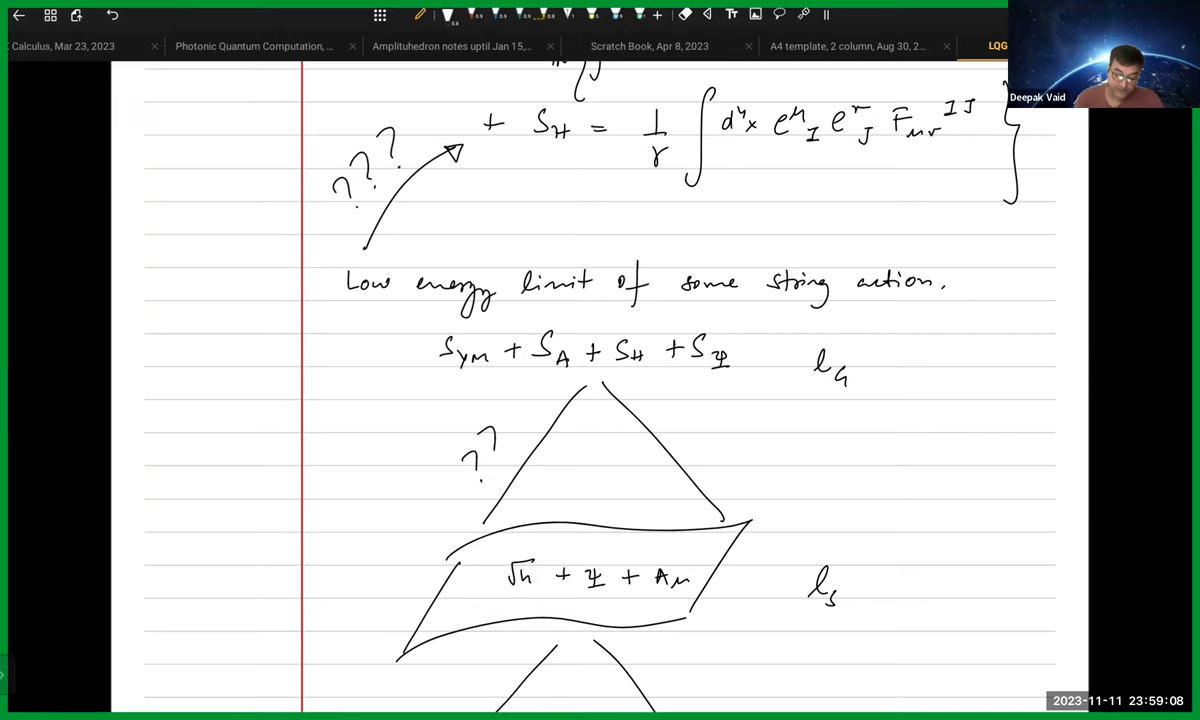 Calculus, Mar 23, 2023
Photonic Quantum Computation, ...
Amplituhedron notes uptil Jan 15,...
Scratch Book, Apr 8, 2023
A4 template, 2 column, Aug 30, 2...
LQG
Deepak Vaid
+ S_H = 1/γ ∫ d⁴x e^μ_I e^ν_J F_μν^IJ }
???
Low energy limit of some string action.
S_YM + S_A + S_H + S_Ψ l_G
??
√h + Ψ + A_μ l_s
2023-11-11 23:59:08